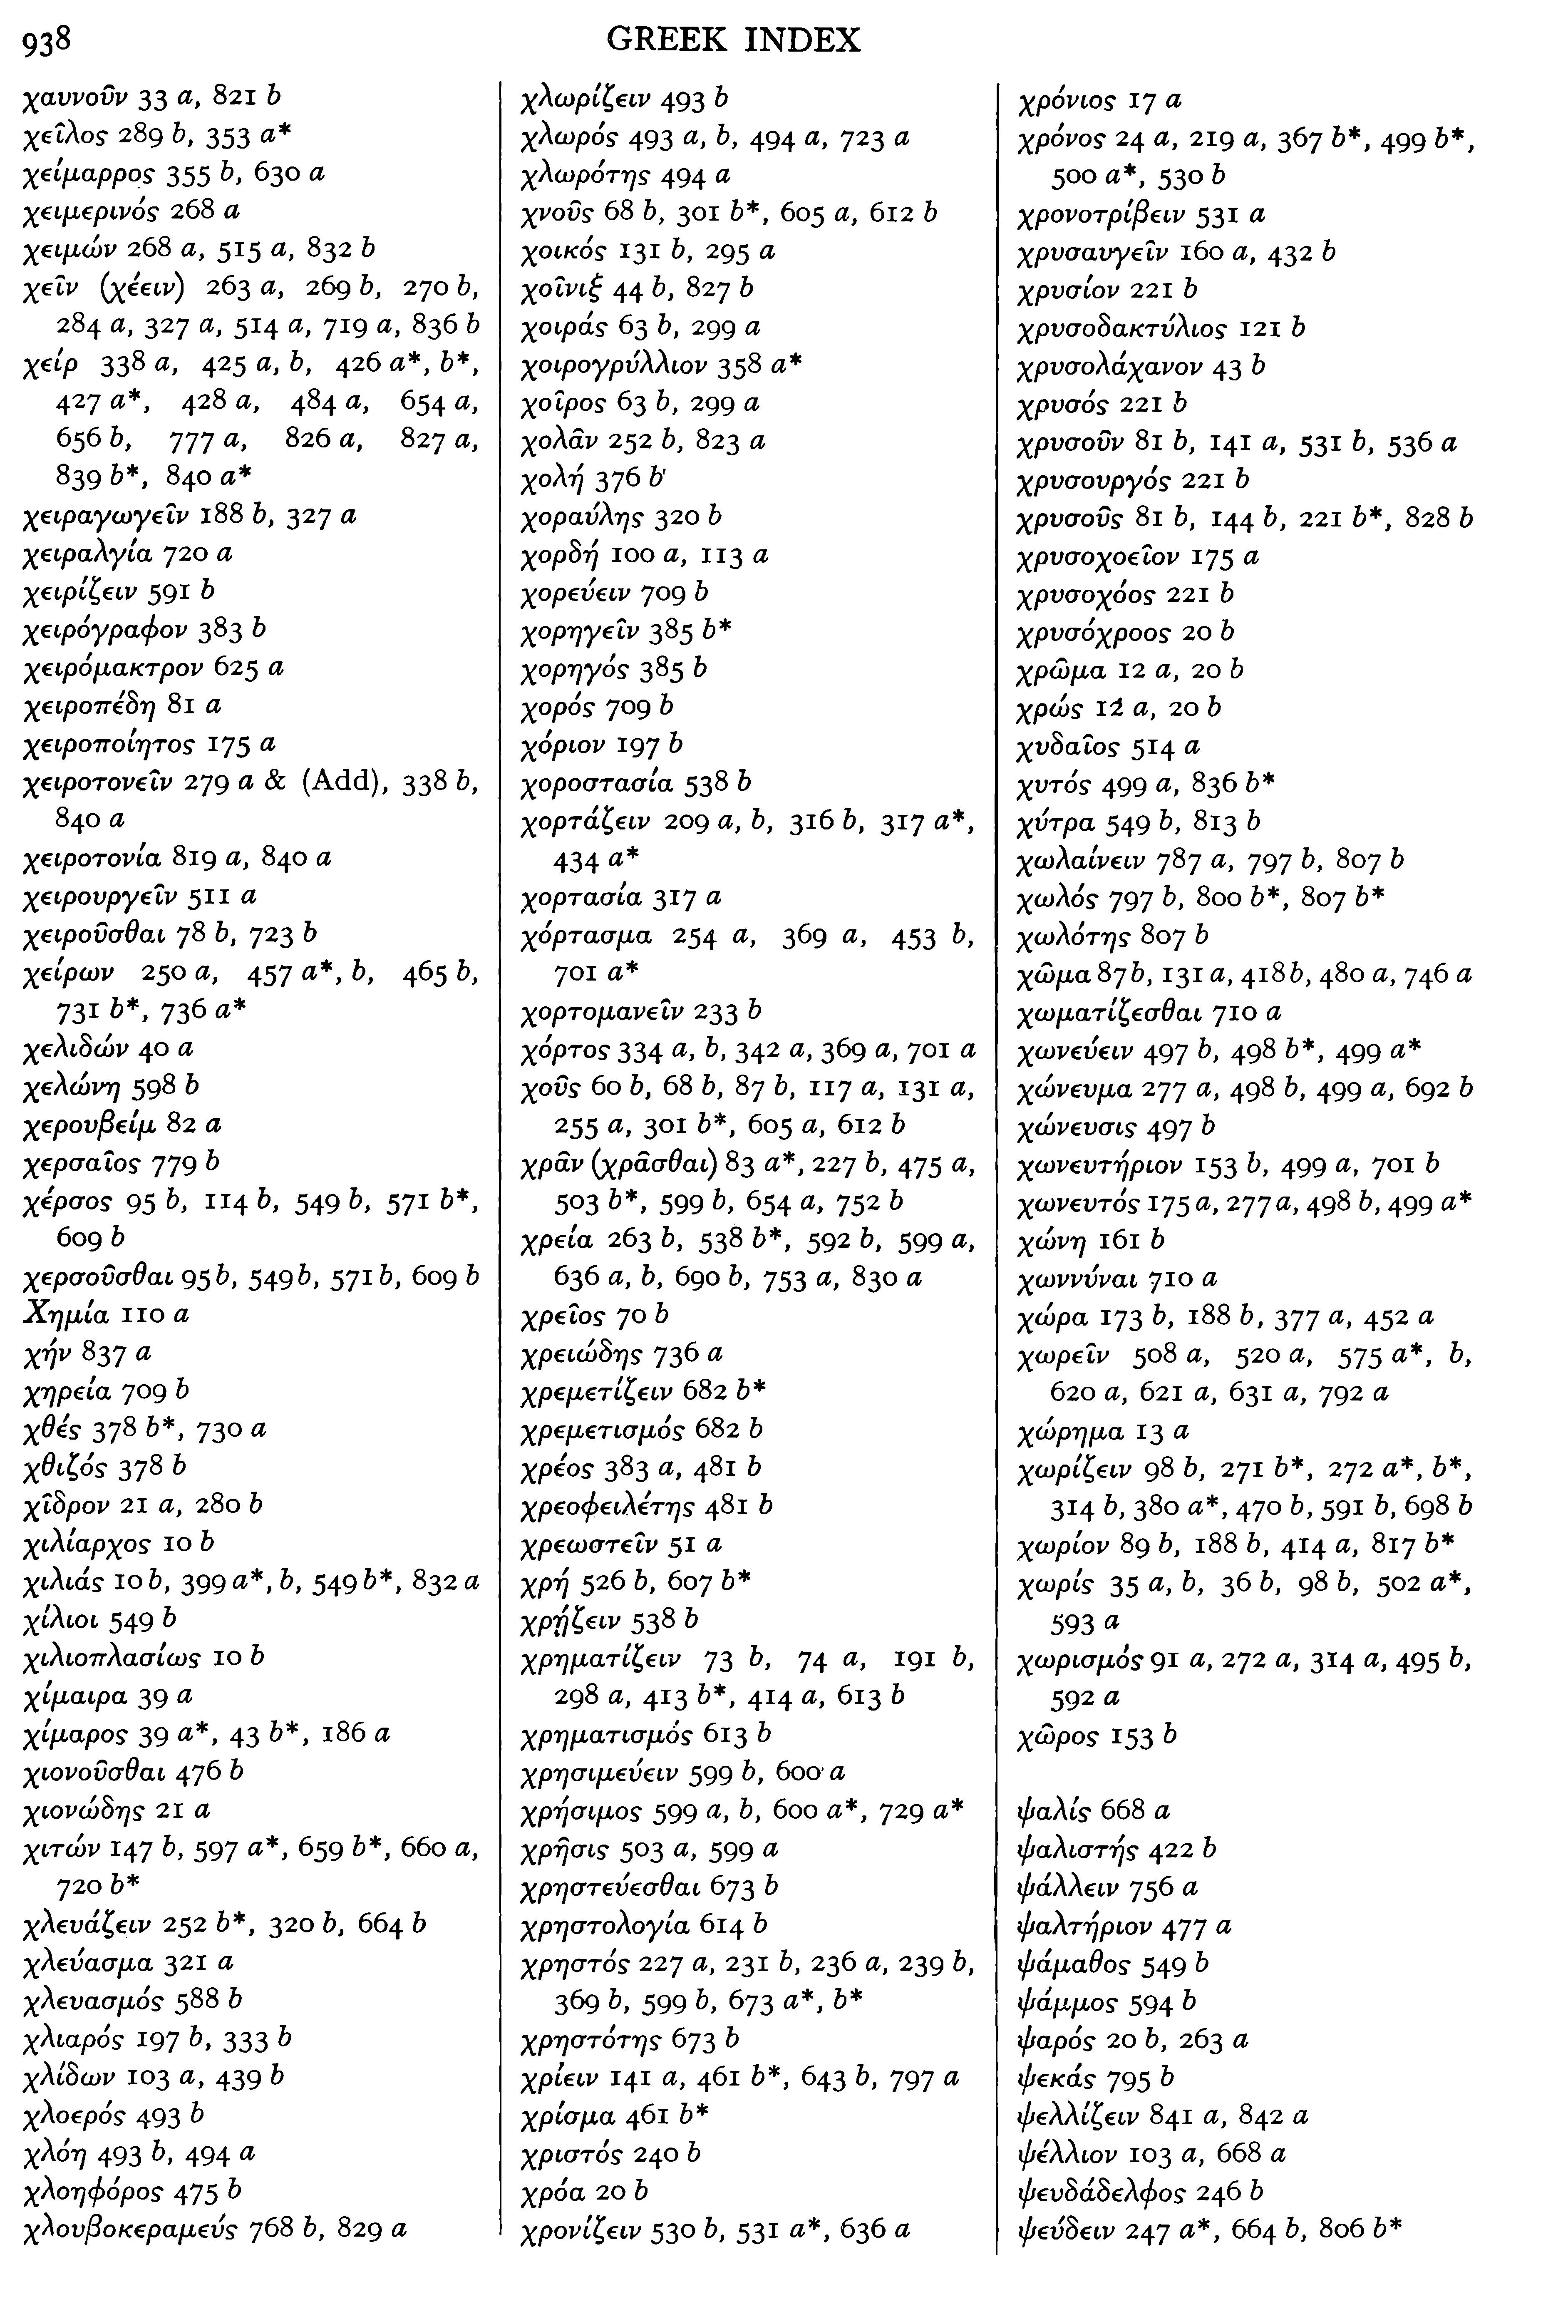 938
GREEK INDEX
χαυνοῦν 33 a, 821 b
χεῖλος 289 b, 353 a*
χείμαρρος 355 b, 630 a
χειμερινός 268 a
χειμών 268 a, 515 a, 832 b
χεῖν (χέειν) 263 a, 269 b, 270 b,
284 a, 327 a, 514 a, 719 a, 836 b
χείρ 338 a, 425 a, b, 426 a*, b*,
427 a*, 428 a, 484 a, 654 a,
656 b, 777 a, 826 a, 827 a,
839 b*, 840 a*
χειραγωγεῖν 188 b, 327 a
χειραλγία 720 a
χειρίζειν 591 b
χειρόγραφον 383 b
χειρόμακτρον 625 a
χειροπέδη 81 a
χειροποίητος 175 a
χειροτονεῖν 279 a & (Add), 338 b,
840 a
χειροτονία 819 a, 840 a
χειρουργεῖν 511 a
χειροῦσθαι 78 b, 723 b
χείρων 250 a, 457 a*, b, 465 b,
731 b*, 736 a*
χελιδών 40 a
χελώνη 598 b
χερουβείμ 82 a
χερσαῖος 779 b
χέρσος 95 b, 114 b, 549 b, 571 b*,
609 b
χερσοῦσθαι 95 b, 549 b, 571 b, 609 b
Χημία 110 a
χήν 837 a
χηρεία 709 b
χθές 378 b*, 730 a
χθιζός 378 b
χῖδρον 21 a, 280 b
χιλίαρχος 10 b
χιλιάς 10 b, 399 a*, b, 549 b*, 832 a
χίλιοι 549 b
χιλιοπλασίως 10 b
χίμαιρα 39 a
χίμαρος 39 a*, 43 b*, 186 a
χιονοῦσθαι 476 b
χιονώδης 21 a
χιτών 147 b, 597 a*, 659 b*, 660 a,
720 b*
χλευάζειν 252 b*, 320 b, 664 b
χλεύασμα 321 a
χλευασμός 588 b
χλιαρός 197 b, 333 b
χλίδων 103 a, 439 b
χλοερός 493 b
χλόη 493 b, 494 a
χλοηφόρος 475 b
χλουβοκεραμεύς 768 b, 829 a
χλωρίζειν 493 b
χλωρός 493 a, b, 494 a, 723 a
χλωρότης 494 a
χνοῦς 68 b, 301 b*, 605 a, 612 b
χοικός 131 b, 295 a
χοῖνιξ 44 b, 827 b
χοιράς 63 b, 299 a
χοιρογρύλλιον 358 a*
χοῖρος 63 b, 299 a
χολᾶν 252 b, 823 a
χολή 376 b
χοραύλης 320 b
χορδή 100 a, 113 a
χορεύειν 709 b
χορηγεῖν 385 b*
χορηγός 385 b
χορός 709 b
χόριον 197 b
χοροστασία 538 b
χορτάζειν 209 a, b, 316 b, 317 a*,
434 a*
χορτασία 317 a
χόρτασμα 254 a, 369 a, 453 b,
701 a*
χορτομανεῖν 233 b
χόρτος 334 a, b, 342 a, 369 a, 701 a
χοῦς 60 b, 68 b, 87 b, 117 a, 131 a,
255 a, 301 b*, 605 a, 612 b
χρᾶν (χρᾶσθαι) 83 a*, 227 b, 475 a,
503 b*, 599 b, 654 a, 752 b
χρεία 263 b, 538 b*, 592 b, 599 a,
636 a, b, 690 b, 753 a, 830 a
χρεῖος 70 b
χρειώδης 736 a
χρεμετίζειν 682 b*
χρεμετισμός 682 b
χρέος 383 a, 481 b
χρεοφειλέτης 481 b
χρεωστεῖν 51 a
χρή 526 b, 607 b*
χρῄζειν 538 b
χρηματίζειν 73 b, 74 a, 191 b,
298 a, 413 b*, 414 a, 613 b
χρηματισμός 613 b
χρησιμεύειν 599 b, 600 a
χρήσιμος 599 a, b, 600 a*, 729 a*
χρῆσις 503 a, 599 a
χρηστεύεσθαι 673 b
χρηστολογία 614 b
χρηστός 227 a, 231 b, 236 a, 239 b,
369 b, 599 b, 673 a*, b*
χρηστότης 673 b
χρίειν 141 a, 461 b*, 643 b, 797 a
χρίσμα 461 b*
χριστός 240 b
χρόα 20 b
χρονίζειν 530 b, 531 a*, 636 a
χρόνιος 17 a
χρόνος 24 a, 219 a, 367 b*, 499 b*,
500 a*, 530 b
χρονοτρίβειν 531 a
χρυσαυγεῖν 160 a, 432 b
χρυσίον 221 b
χρυσοδακτύλιος 121 b
χρυσολάχανον 43 b
χρυσός 221 b
χρυσοῦν 81 b, 141 a, 531 b, 536 a
χρυσουργός 221 b
χρυσοῦς 81 b, 144 b, 221 b*, 828 b
χρυσοχοεῖον 175 a
χρυσοχόος 221 b
χρυσόχροος 20 b
χρῶμα 12 a, 20 b
χρώς 12 a, 20 b
χυδαῖος 514 a
χυτός 499 a, 836 b*
χύτρα 549 b, 813 b
χωλαίνειν 787 a, 797 b, 807 b
χωλός 797 b, 800 b*, 807 b*
χωλότης 807 b
χῶμα 87 b, 131 a, 418 b, 480 a, 746 a
χωματίζεσθαι 710 a
χωνεύειν 497 b, 498 b*, 499 a*
χώνευμα 277 a, 498 b, 499 a, 692 b
χώνευσις 497 b
χωνευτήριον 153 b, 499 a, 701 b
χωνευτός 175 a, 277 a, 498 b, 499 a*
χώνη 161 b
χωννύναι 710 a
χώρα 173 b, 188 b, 377 a, 452 a
χωρεῖν 508 a, 520 a, 575 a*, b,
620 a, 621 a, 631 a, 792 a
χώρημα 13 a
χωρίζειν 98 b, 271 b*, 272 a*, b*,
314 b, 380 a*, 470 b, 591 b, 698 b
χωρίον 89 b, 188 b, 414 a, 817 b*
χωρίς 35 a, b, 36 b, 98 b, 502 a*,
593 a
χωρισμός 91 a, 272 a, 314 a, 495 b,
592 a
χῶρος 153 b
ψαλίς 668 a
ψαλιστής 422 b
ψάλλειν 756 a
ψαλτήριον 477 a
ψάμαθος 549 b
ψάμμος 594 b
ψαρός 20 b, 263 a
ψεκάς 795 b
ψελλίζειν 841 a, 842 a
ψέλλιον 103 a, 668 a
ψευδάδελφος 246 b
ψεύδειν 247 a*, 664 b, 806 b*